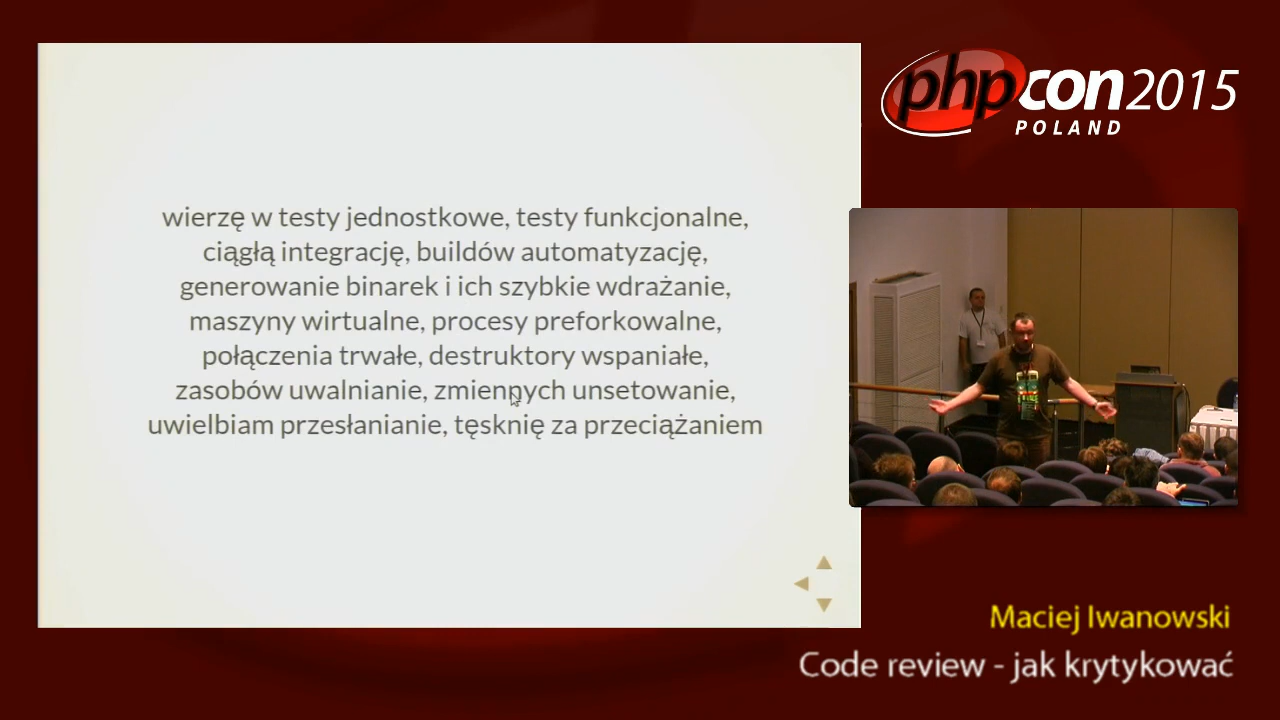 wierzę w testy jednostkowe, testy funkcjonalne,
ciągłą integrację, buildów automatyzację,
generowanie binarek i ich szybkie wdrażanie,
maszyny wirtualne, procesy preforkowalne,
połączenia trwałe, destruktory wspaniałe,
zasobów uwalnianie, zmiennych unsetowanie,
uwielbiam przesłanianie, tęsknię za przeciążaniem
phpcon2015
POLAND
Maciej Iwanowski
Code review - jak krytykować